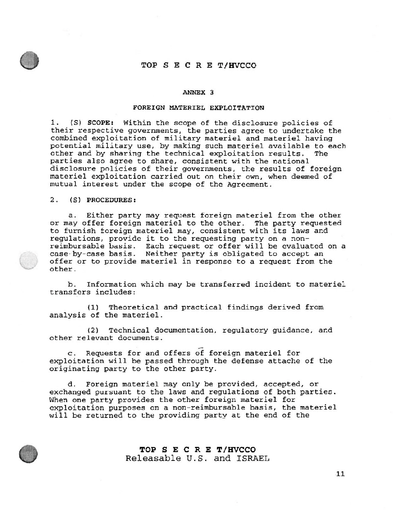 TOP S E C R E T/HVCCO
ANNEX 3
FOREIGN MATERIEL EXPLOITATION
1. (S) SCOPE: Within the scope of the disclosure policies of
their respective governments, the parties agree to undertake the
combined exploitation of military materiel and materiel having
potential military use, by making such materiel available to each
other and by sharing the technical exploitation results. The
parties also agree to share, consistent with the national
disclosure policies of their governments, the results of foreign
materiel exploitation carried out on their own, when deemed of
mutual interest under the scope of the Agreement.
2. (S) PROCEDURES:
a. Either party may request foreign materiel from the other
or may offer foreign materiel to the other. The party requested
to furnish foreign materiel may, consistent with its laws and
regulations, provide it to the requesting party on a non-
reimbursable basis. Each request or offer will be evaluated on a
case-by-case basis. Neither party is obligated to accept an
offer or to provide materiel in response to a request from the
other.
b. Information which may be transferred incident to materiel
transfers includes:
(1) Theoretical and practical findings derived from
analysis of the materiel.
(2) Technical documentation, regulatory guidance, and
other relevant documents.
c. Requests for and offers of foreign materiel for
exploitation will be passed through the defense attache of the
originating party to the other party.
d. Foreign materiel may only be provided, accepted, or
exchanged pursuant to the laws and regulations of both parties.
When one party provides the other foreign materiel for
exploitation purposes on a non-reimbursable basis, the materiel
will be returned to the providing party at the end of the
TOP S E C R E T/HVCCO
Releasable U.S. and ISRAEL
11